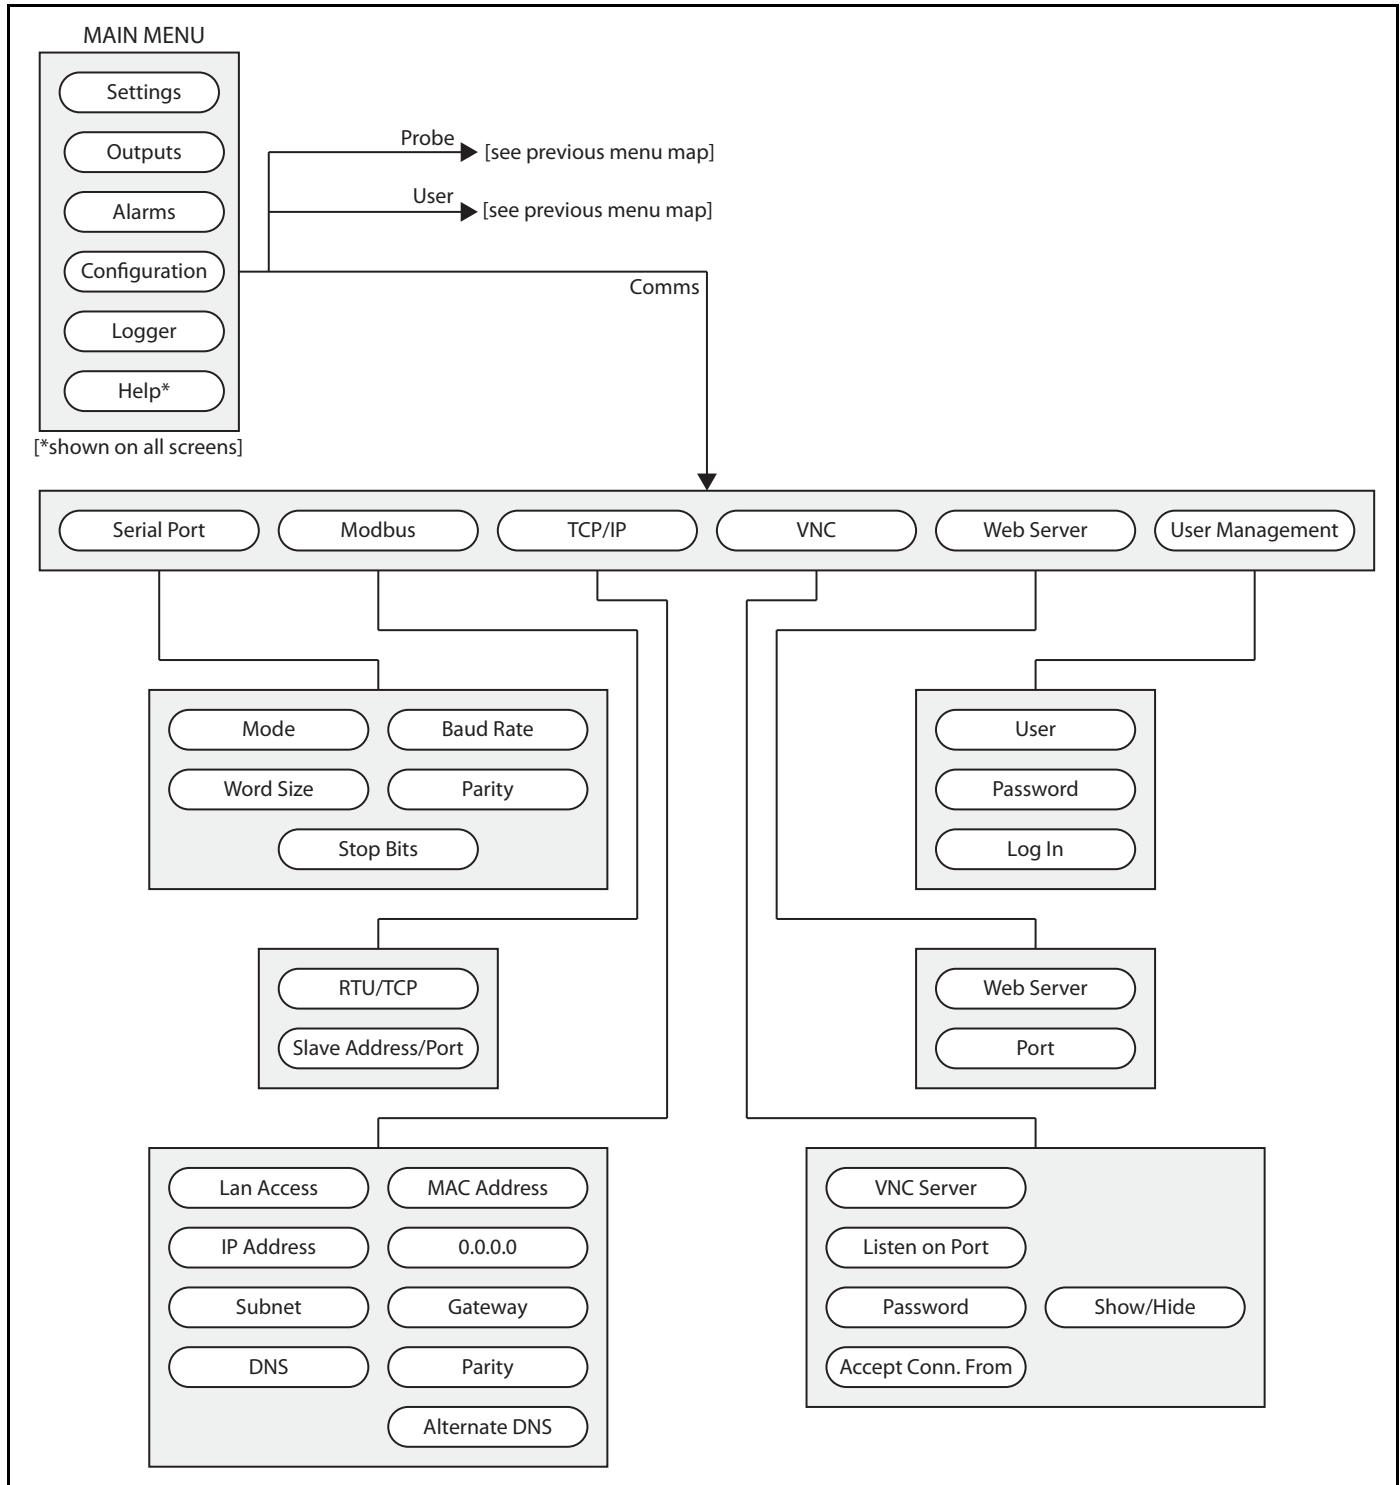 MAIN MENU
Settings
Outputs
Alarms
Configuration
Logger
Help*
[*shown on all screens]
Probe
[see previous menu map]
User
[see previous menu map]
Comms
Serial Port
Modbus
TCP/IP
VNC
Web Server
User Management
Mode
Baud Rate
Word Size
Parity
Stop Bits
User
Password
Log In
RTU/TCP
Slave Address/Port
Web Server
Port
Lan Access
MAC Address
IP Address
0.0.0.0
Subnet
Gateway
DNS
Parity
Alternate DNS
VNC Server
Listen on Port
Password
Show/Hide
Accept Conn. From